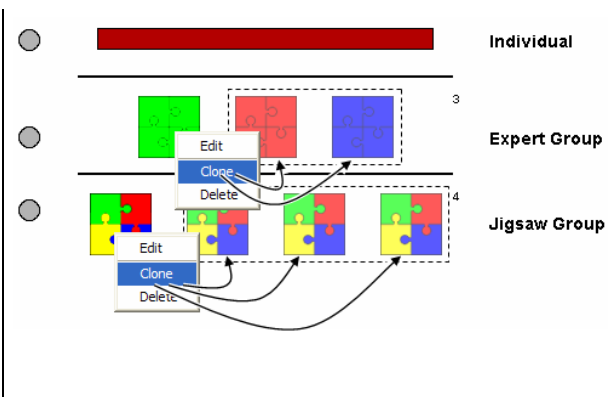 Individual
3
Expert Group
Edit
Clone
Delete
4
Jigsaw Group
Edit
Clone
Delete